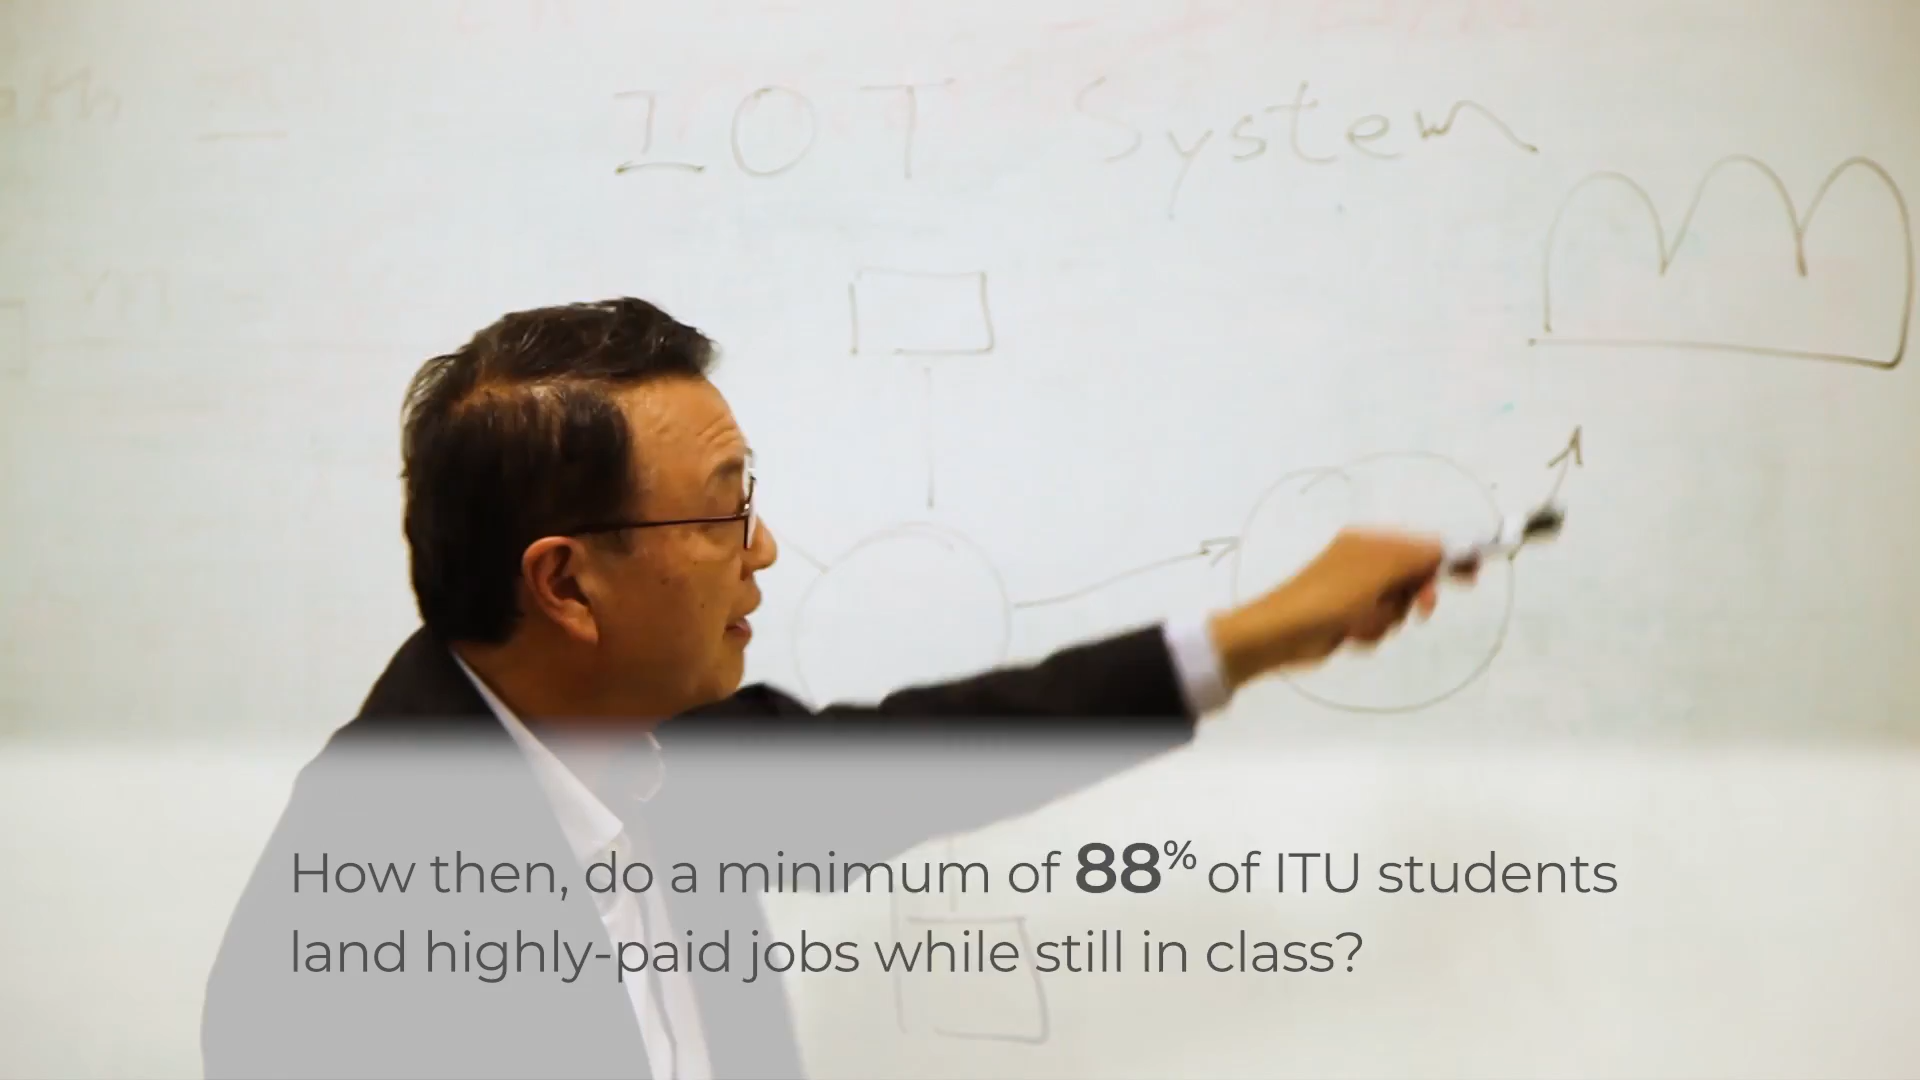 IOT System
How then, do a minimum of 88% of ITU students
land highly-paid jobs while still in class?